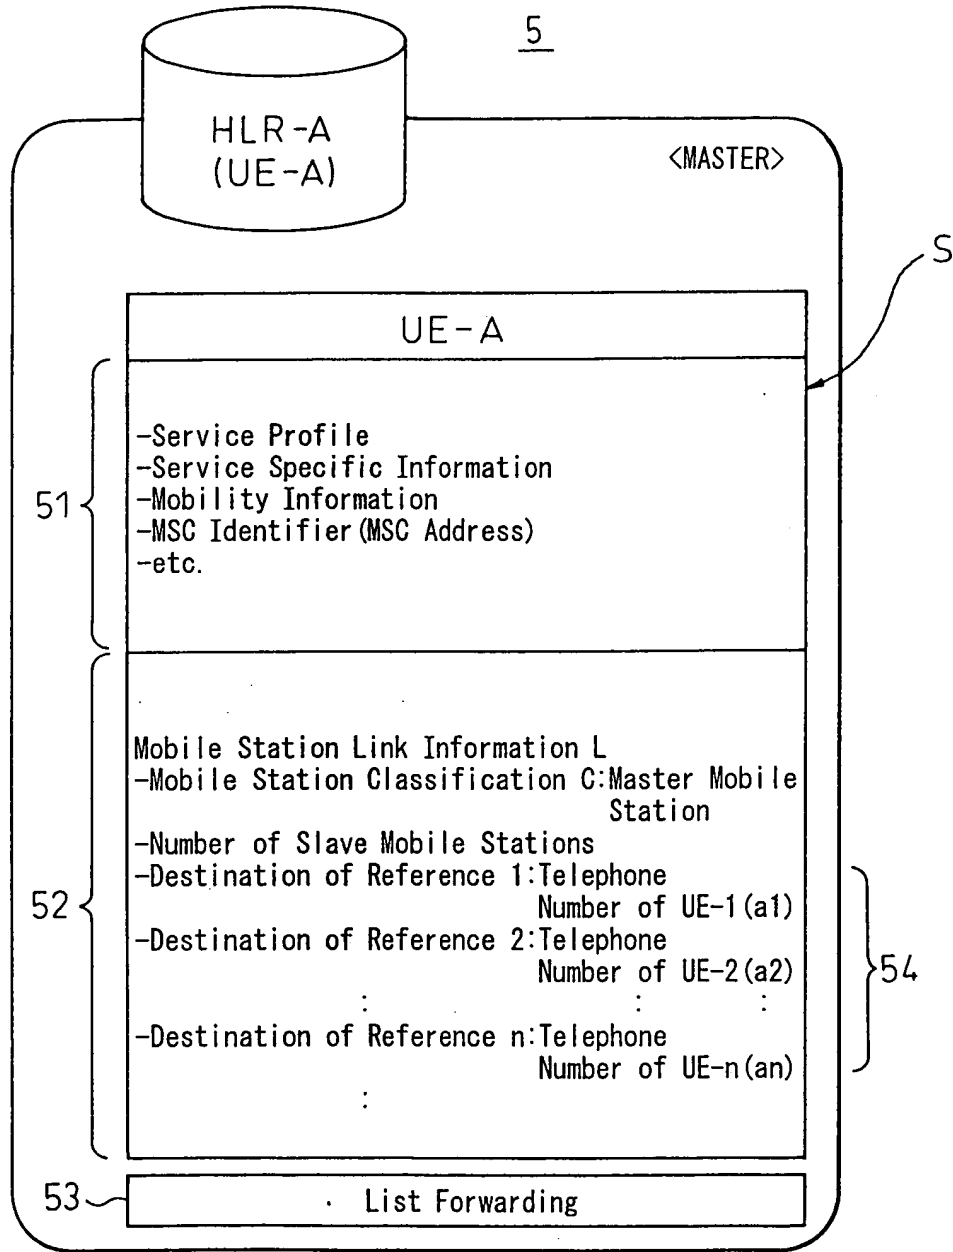 5
HLR-A
(UE-A)
<MASTER>
S
UE-A
51
-Service Profile
-Service Specific Information
-Mobility Information
-MSC Identifier(MSC Address)
-etc.
52
Mobile Station Link Information L
-Mobile Station Classification C:Master Mobile
Station
-Number of Slave Mobile Stations
-Destination of Reference 1:Telephone
Number of UE-1(a1)
-Destination of Reference 2:Telephone
Number of UE-2(a2)
: : :
-Destination of Reference n:Telephone
Number of UE-n(an)
:
54
53
List Forwarding